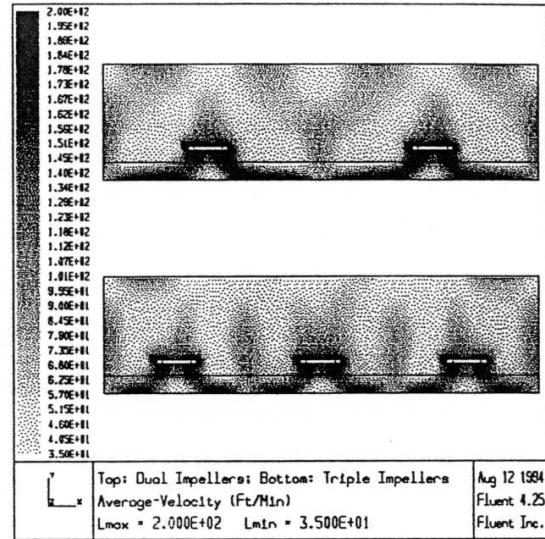 2.00E+02
1.95E+02
1.88E+02
1.84E+02
1.78E+02
1.73E+02
1.67E+02
1.62E+02
1.56E+02
1.51E+02
1.45E+02
1.40E+02
1.34E+02
1.29E+02
1.23E+02
1.18E+02
1.12E+02
1.07E+02
1.01E+02
9.55E+01
9.00E+01
8.45E+01
7.90E+01
7.35E+01
6.80E+01
6.25E+01
5.70E+01
5.15E+01
4.60E+01
4.05E+01
3.50E+01
Y
Z X
Top: Dual Impellers; Bottom: Triple Impellers
Average-Velocity (Ft/Min)
Lmax = 2.000E+02 Lmin = 3.500E+01
Aug 12 1994
Fluent 4.25
Fluent Inc.